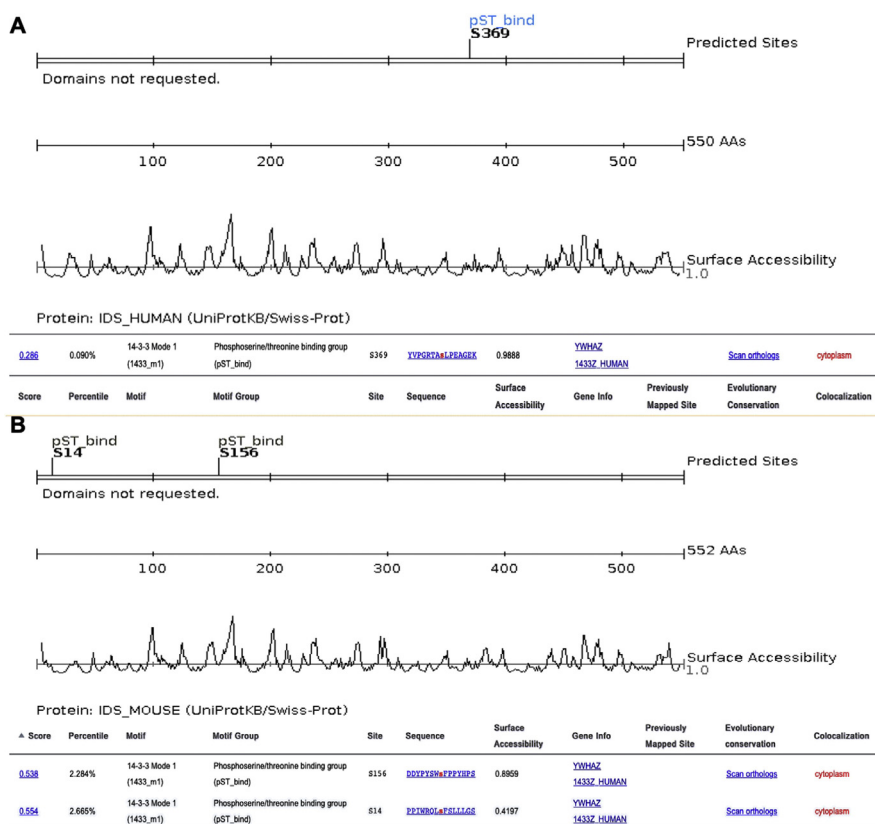 A
pST_bind
S369
Predicted Sites
Domains not requested.
550 AAs
100 200 300 400 500
Surface Accessibility
1.0
Protein: IDS_HUMAN (UniProtKB/Swiss-Prot)
0.286 0.090% 14-3-3 Mode 1 (1433_m1) Phosphoserine/threonine binding group (pST_bind) S369 YVPGRTAsLPEAGEK 0.9888 YWHAZ 1433Z_HUMAN Scan orthologs cytoplasm
Score Percentile Motif Motif Group Site Sequence Surface Accessibility Gene Info Previously Mapped Site Evolutionary Conservation Colocalization
B
pST_bind pST_bind
S14 S156
Predicted Sites
Domains not requested.
552 AAs
100 200 300 400 500
Surface Accessibility
1.0
Protein: IDS_MOUSE (UniProtKB/Swiss-Prot)
▲ Score Percentile Motif Motif Group Site Sequence Surface Accessibility Gene Info Previously Mapped Site Evolutionary conservation Colocalization
0.538 2.284% 14-3-3 Mode 1 (1433_m1) Phosphoserine/threonine binding group (pST_bind) S156 DDYPYSWsFPPYHPS 0.8959 YWHAZ 1433Z_HUMAN Scan orthologs cytoplasm
0.554 2.665% 14-3-3 Mode 1 (1433_m1) Phosphoserine/threonine binding group (pST_bind) S14 PPIWRQLsFSLLLGS 0.4197 YWHAZ 1433Z_HUMAN Scan orthologs cytoplasm